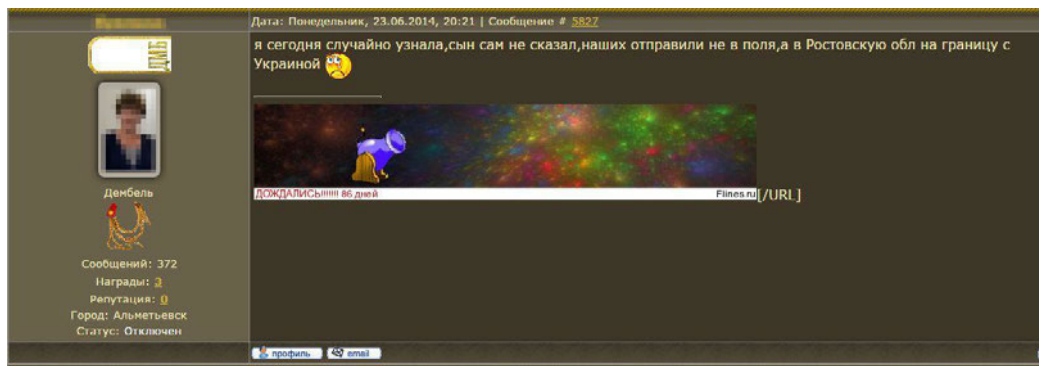 Дата: Понедельник, 23.06.2014, 20:21 | Сообщение # 5827
ДМБ
я сегодня случайно узнала,сын сам не сказал,наших отправили не в поля,а в Ростовскую обл на границу с
Украиной
ДОЖДАЛИСЬ!!!!!! 86 дней
Flines.ru[/URL]
Дембель
Сообщений: 372
Награды: 3
Репутация: 0
Город: Альметьевск
Статус: Отключен
профиль
email